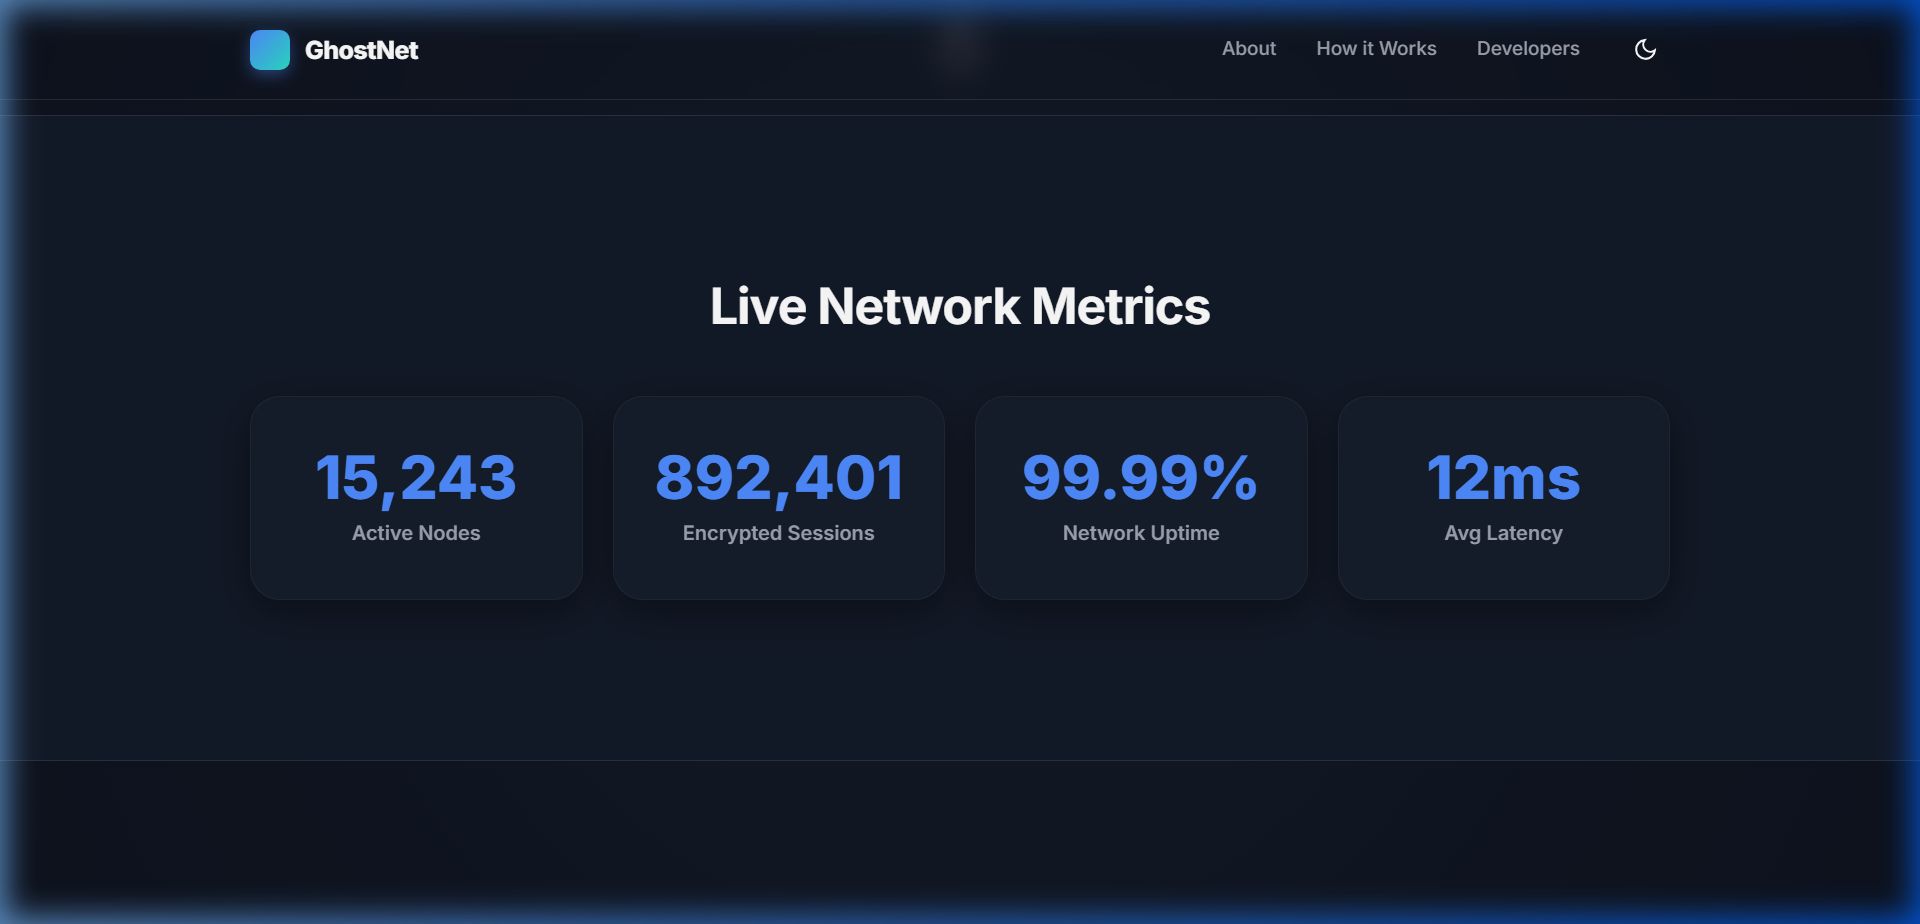 GhostNet
About
How it Works
Developers
Live Network Metrics
15,243
Active Nodes
892,401
Encrypted Sessions
99.99%
Network Uptime
12ms
Avg Latency